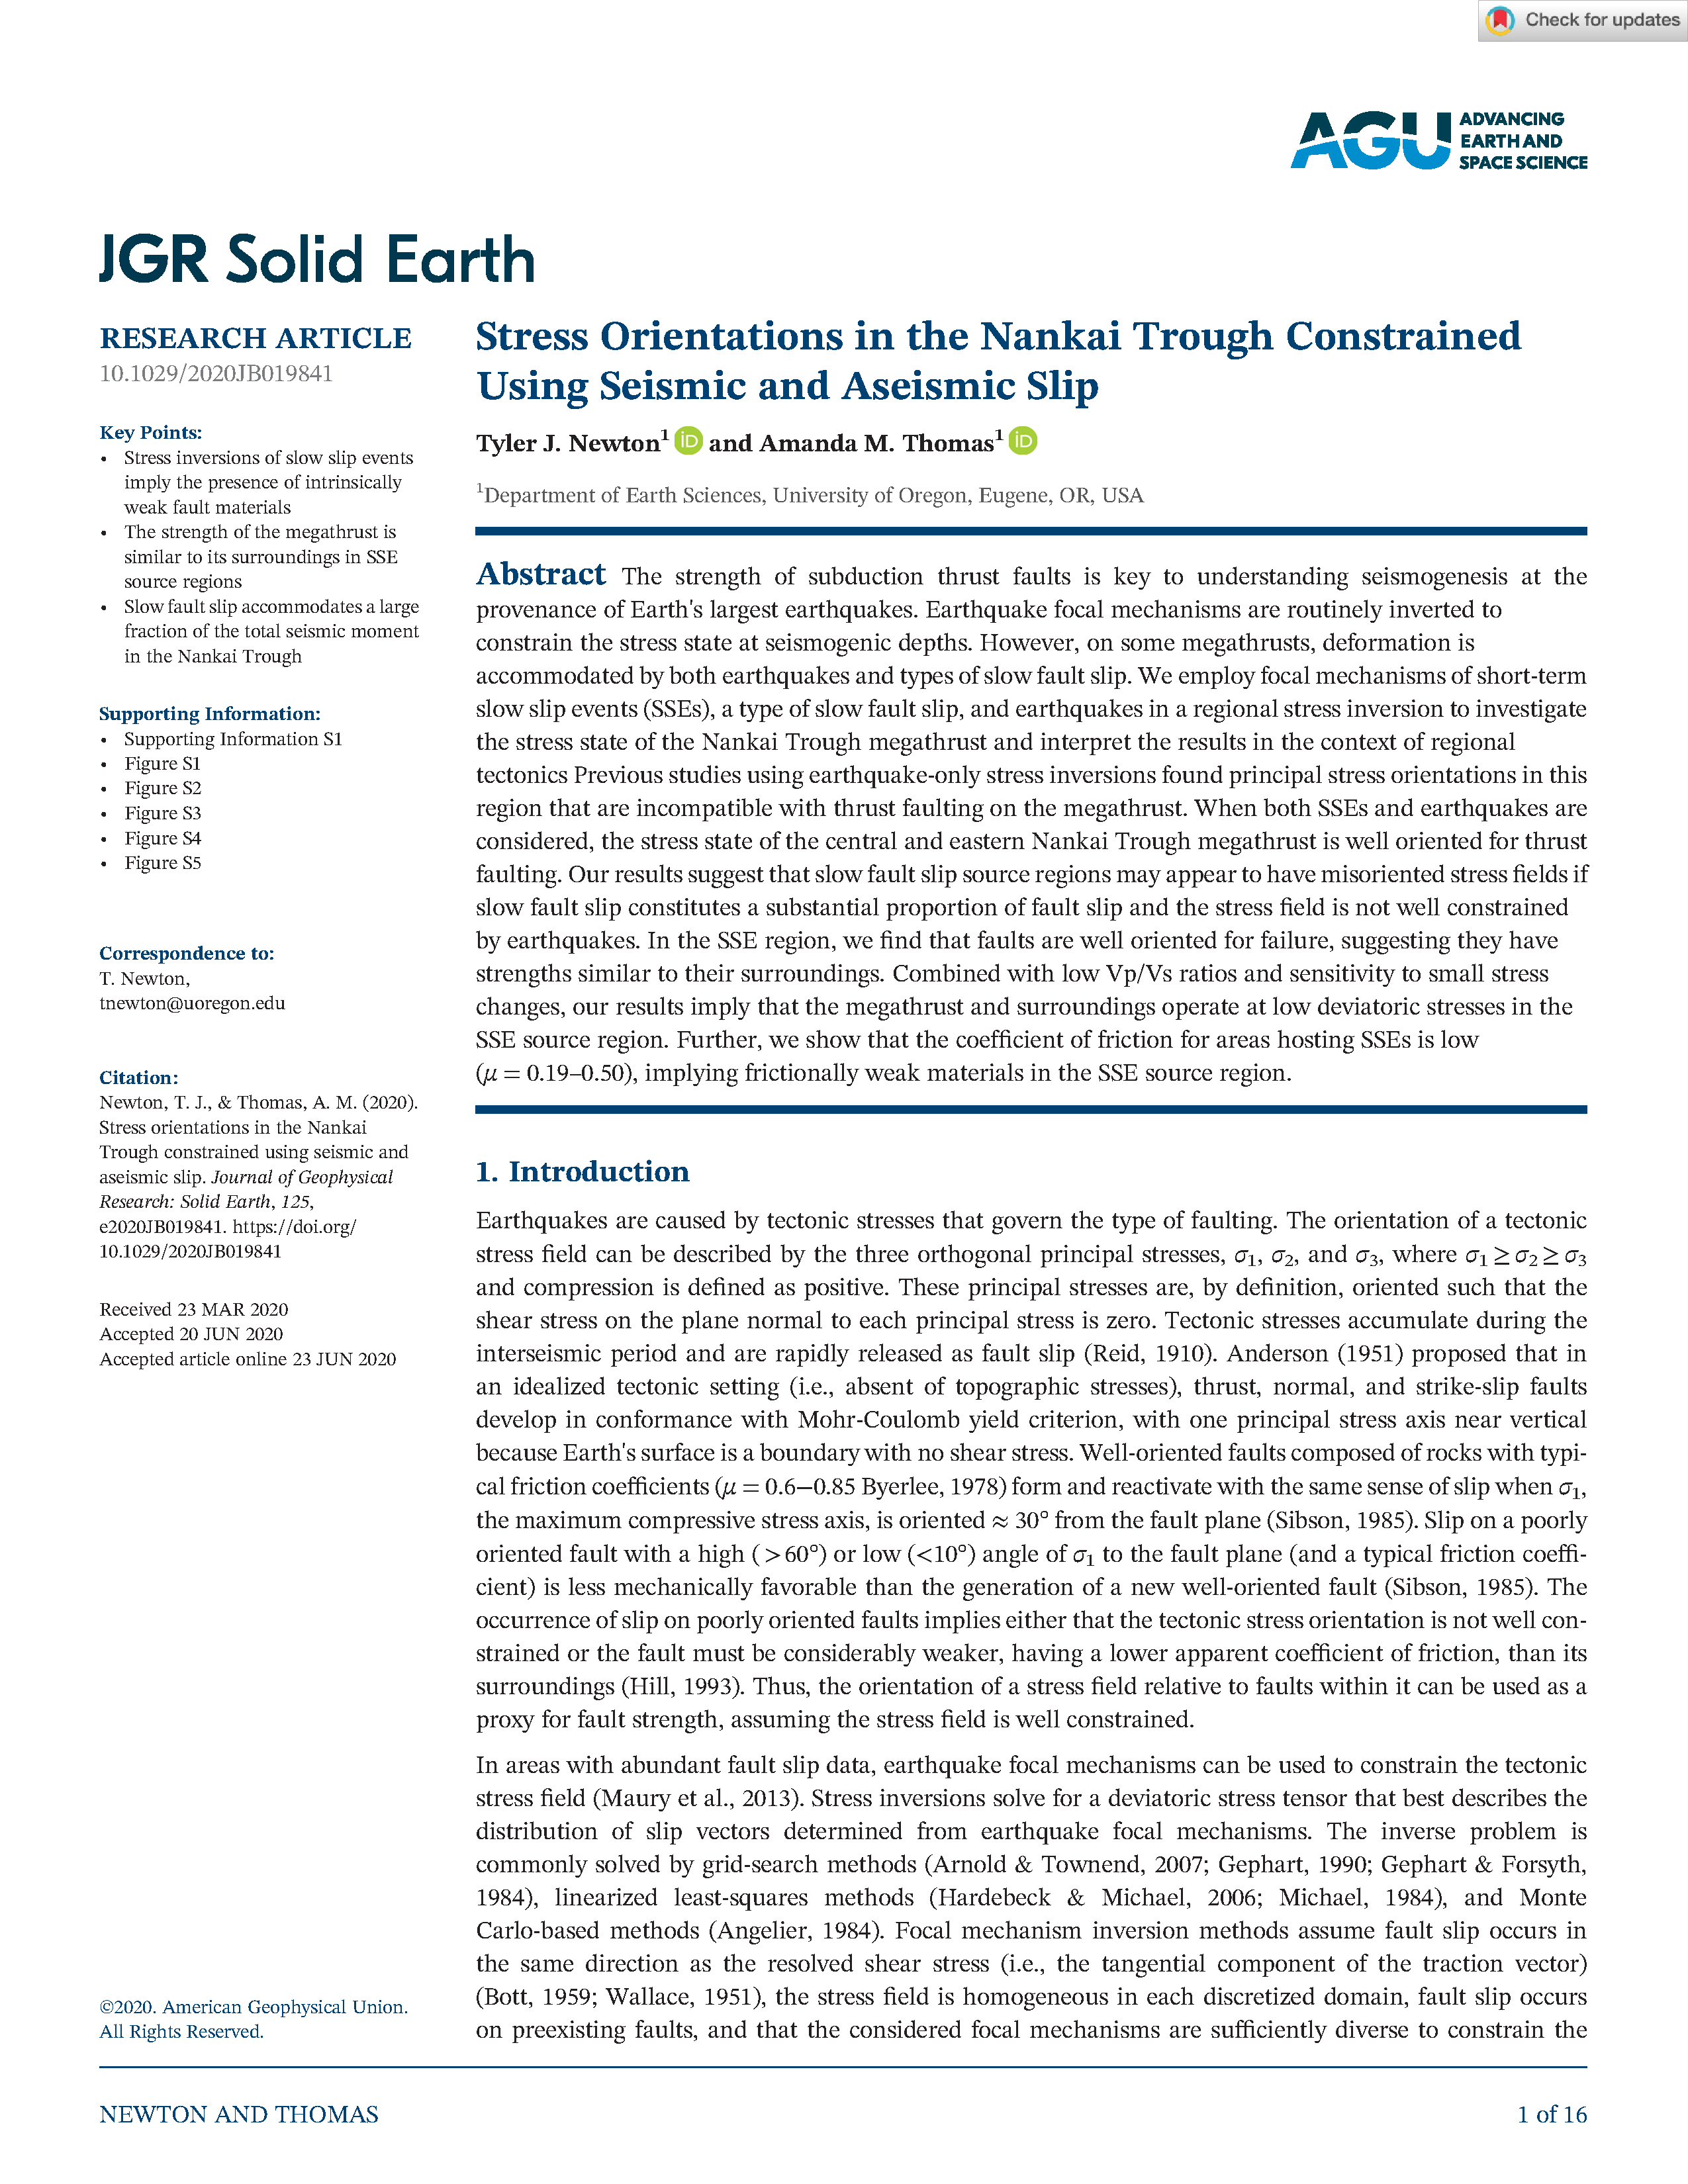 Check for updates
AGU ADVANCING
EARTH AND
SPACE SCIENCE
JGR Solid Earth
RESEARCH ARTICLE
10.1029/2020JB019841
Key Points:
• Stress inversions of slow slip events
imply the presence of intrinsically
weak fault materials
• The strength of the megathrust is
similar to its surroundings in SSE
source regions
• Slow fault slip accommodates a large
fraction of the total seismic moment
in the Nankai Trough
Supporting Information:
• Supporting Information S1
• Figure S1
• Figure S2
• Figure S3
• Figure S4
• Figure S5
Correspondence to:
T. Newton,
tnewton@uoregon.edu
Citation:
Newton, T. J., & Thomas, A. M. (2020).
Stress orientations in the Nankai
Trough constrained using seismic and
aseismic slip. Journal of Geophysical
Research: Solid Earth, 125,
e2020JB019841. https://doi.org/
10.1029/2020JB019841
Received 23 MAR 2020
Accepted 20 JUN 2020
Accepted article online 23 JUN 2020
©2020. American Geophysical Union.
All Rights Reserved.
Stress Orientations in the Nankai Trough Constrained
Using Seismic and Aseismic Slip
Tyler J. Newton1 iD and Amanda M. Thomas1 iD
1Department of Earth Sciences, University of Oregon, Eugene, OR, USA
Abstract The strength of subduction thrust faults is key to understanding seismogenesis at the
provenance of Earth's largest earthquakes. Earthquake focal mechanisms are routinely inverted to
constrain the stress state at seismogenic depths. However, on some megathrusts, deformation is
accommodated by both earthquakes and types of slow fault slip. We employ focal mechanisms of short-term
slow slip events (SSEs), a type of slow fault slip, and earthquakes in a regional stress inversion to investigate
the stress state of the Nankai Trough megathrust and interpret the results in the context of regional
tectonics Previous studies using earthquake-only stress inversions found principal stress orientations in this
region that are incompatible with thrust faulting on the megathrust. When both SSEs and earthquakes are
considered, the stress state of the central and eastern Nankai Trough megathrust is well oriented for thrust
faulting. Our results suggest that slow fault slip source regions may appear to have misoriented stress fields if
slow fault slip constitutes a substantial proportion of fault slip and the stress field is not well constrained
by earthquakes. In the SSE region, we find that faults are well oriented for failure, suggesting they have
strengths similar to their surroundings. Combined with low Vp/Vs ratios and sensitivity to small stress
changes, our results imply that the megathrust and surroundings operate at low deviatoric stresses in the
SSE source region. Further, we show that the coefficient of friction for areas hosting SSEs is low
(μ = 0.19–0.50), implying frictionally weak materials in the SSE source region.
1. Introduction
Earthquakes are caused by tectonic stresses that govern the type of faulting. The orientation of a tectonic
stress field can be described by the three orthogonal principal stresses, σ1, σ2, and σ3, where σ1 ≥ σ2 ≥ σ3
and compression is defined as positive. These principal stresses are, by definition, oriented such that the
shear stress on the plane normal to each principal stress is zero. Tectonic stresses accumulate during the
interseismic period and are rapidly released as fault slip (Reid, 1910). Anderson (1951) proposed that in
an idealized tectonic setting (i.e., absent of topographic stresses), thrust, normal, and strike-slip faults
develop in conformance with Mohr-Coulomb yield criterion, with one principal stress axis near vertical
because Earth's surface is a boundary with no shear stress. Well-oriented faults composed of rocks with typi-
cal friction coefficients (μ = 0.6−0.85 Byerlee, 1978) form and reactivate with the same sense of slip when σ1,
the maximum compressive stress axis, is oriented ≈ 30° from the fault plane (Sibson, 1985). Slip on a poorly
oriented fault with a high ( > 60°) or low (<10°) angle of σ1 to the fault plane (and a typical friction coeffi-
cient) is less mechanically favorable than the generation of a new well-oriented fault (Sibson, 1985). The
occurrence of slip on poorly oriented faults implies either that the tectonic stress orientation is not well con-
strained or the fault must be considerably weaker, having a lower apparent coefficient of friction, than its
surroundings (Hill, 1993). Thus, the orientation of a stress field relative to faults within it can be used as a
proxy for fault strength, assuming the stress field is well constrained.
In areas with abundant fault slip data, earthquake focal mechanisms can be used to constrain the tectonic
stress field (Maury et al., 2013). Stress inversions solve for a deviatoric stress tensor that best describes the
distribution of slip vectors determined from earthquake focal mechanisms. The inverse problem is
commonly solved by grid-search methods (Arnold & Townend, 2007; Gephart, 1990; Gephart & Forsyth,
1984), linearized least-squares methods (Hardebeck & Michael, 2006; Michael, 1984), and Monte
Carlo-based methods (Angelier, 1984). Focal mechanism inversion methods assume fault slip occurs in
the same direction as the resolved shear stress (i.e., the tangential component of the traction vector)
(Bott, 1959; Wallace, 1951), the stress field is homogeneous in each discretized domain, fault slip occurs
on preexisting faults, and that the considered focal mechanisms are sufficiently diverse to constrain the
NEWTON AND THOMAS
1 of 16